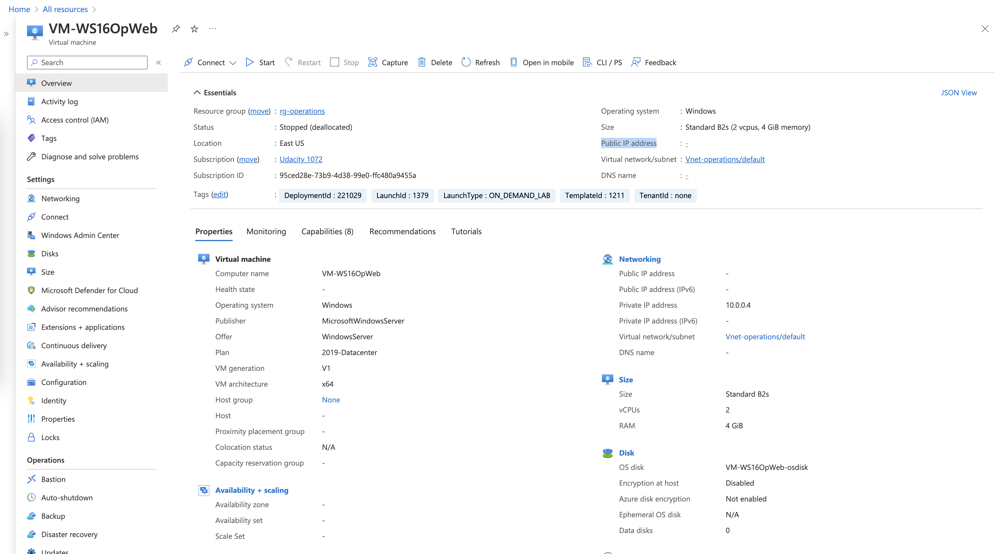 Home > All resources >
VM-WS16OpWeb
Virtual machine
Search
Connect Start Restart Stop Capture Delete Refresh Open in mobile CLI / PS Feedback
Overview
Activity log
Access control (IAM)
Tags
Diagnose and solve problems
Settings
Networking
Connect
Windows Admin Center
Disks
Size
Microsoft Defender for Cloud
Advisor recommendations
Extensions + applications
Continuous delivery
Availability + scaling
Configuration
Identity
Properties
Locks
Operations
Bastion
Auto-shutdown
Backup
Disaster recovery
Updates
Essentials
JSON View
Resource group (move) : rg-operations
Status : Stopped (deallocated)
Location : East US
Subscription (move) : Udacity 1072
Subscription ID : 95ced28e-73b9-4d38-99e0-ffc480a9455a
Operating system : Windows
Size : Standard B2s (2 vcpus, 4 GiB memory)
Public IP address : -
Virtual network/subnet : Vnet-operations/default
DNS name : -
Tags (edit) : DeploymentId : 221029 LaunchId : 1379 LaunchType : ON_DEMAND_LAB TemplateId : 1211 TenantId : none
Properties Monitoring Capabilities (8) Recommendations Tutorials
Virtual machine
Computer name VM-WS16OpWeb
Health state -
Operating system Windows
Publisher MicrosoftWindowsServer
Offer WindowsServer
Plan 2019-Datacenter
VM generation V1
VM architecture x64
Host group None
Host -
Proximity placement group -
Colocation status N/A
Capacity reservation group -
Availability + scaling
Availability zone -
Availability set -
Scale Set -
Networking
Public IP address -
Public IP address (IPv6) -
Private IP address 10.0.0.4
Private IP address (IPv6) -
Virtual network/subnet Vnet-operations/default
DNS name -
Size
Size Standard B2s
vCPUs 2
RAM 4 GiB
Disk
OS disk VM-WS16OpWeb-osdisk
Encryption at host Disabled
Azure disk encryption Not enabled
Ephemeral OS disk N/A
Data disks 0